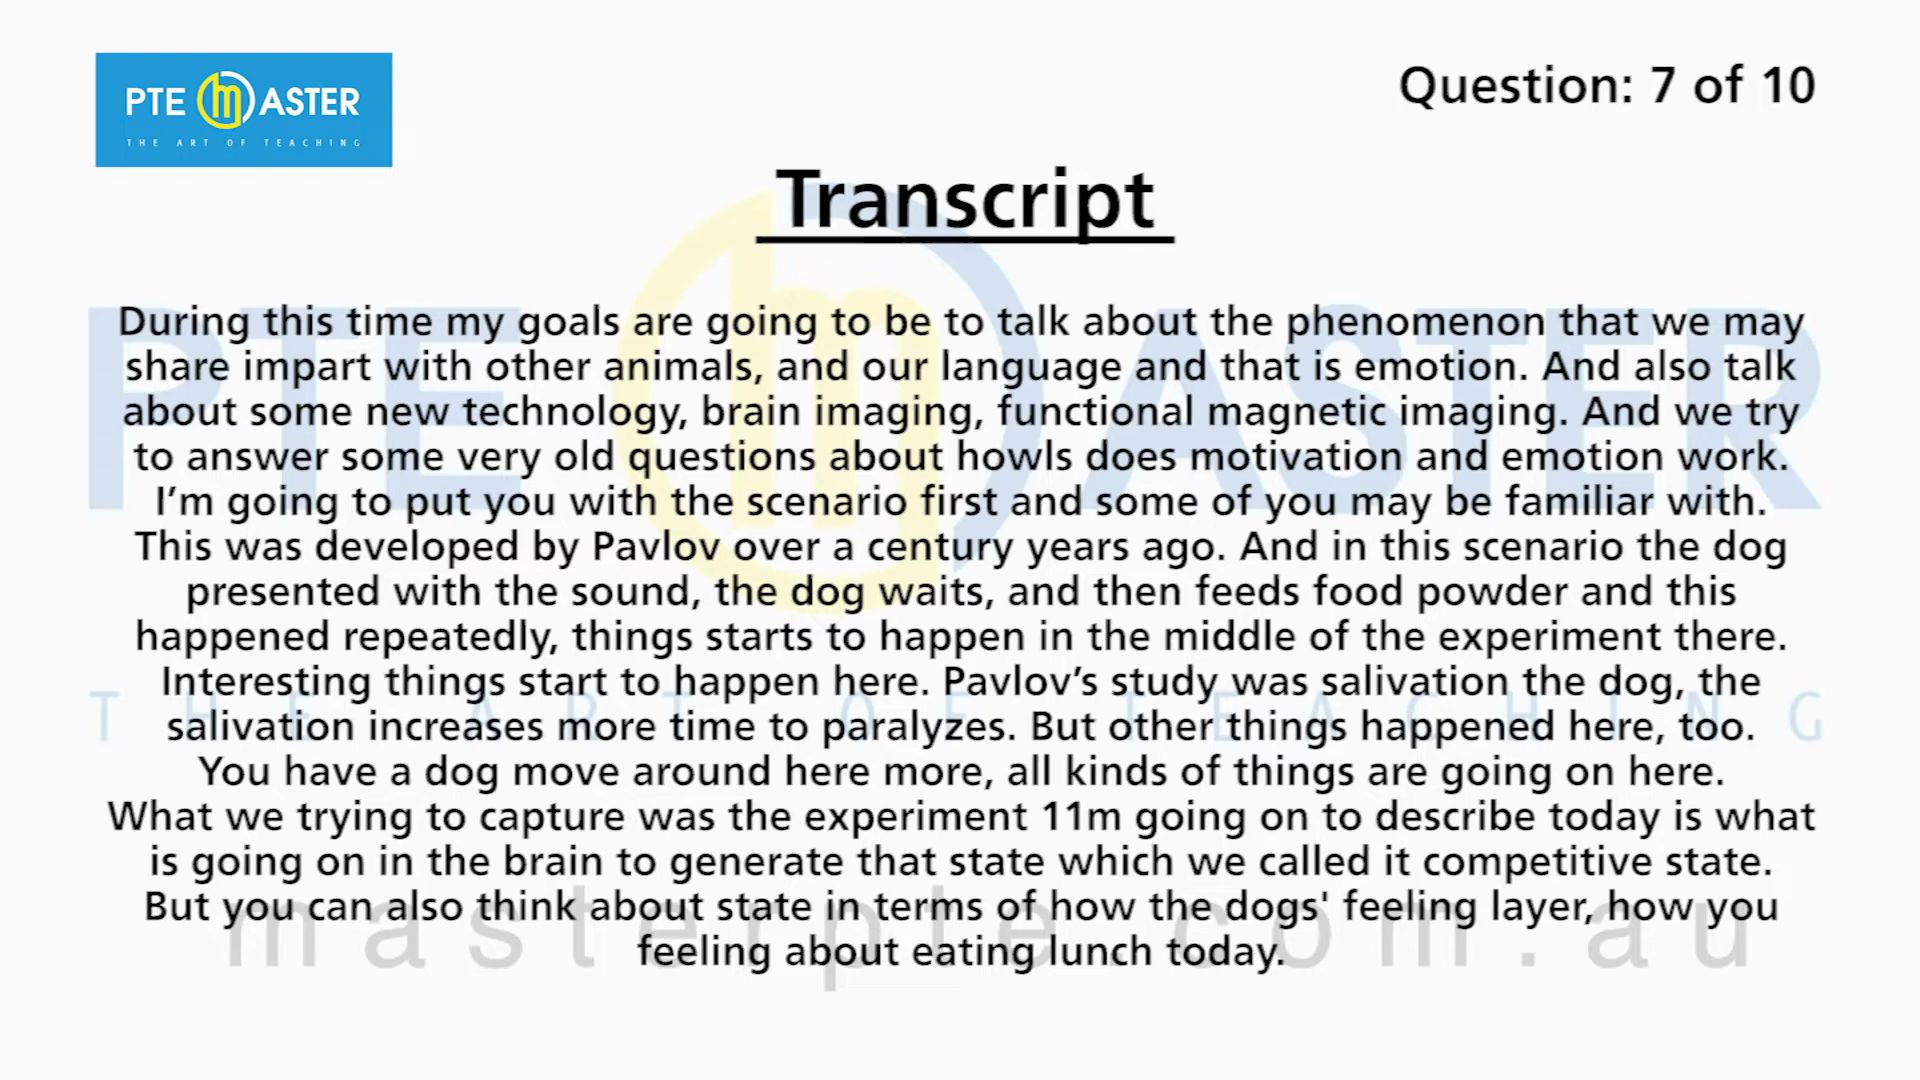 PTE MASTER
THE ART OF TEACHING
Question: 7 of 10
Transcript
During this time my goals are going to be to talk about the phenomenon that we may
share impart with other animals, and our language and that is emotion. And also talk
about some new technology, brain imaging, functional magnetic imaging. And we try
to answer some very old questions about howls does motivation and emotion work.
I’m going to put you with the scenario first and some of you may be familiar with.
This was developed by Pavlov over a century years ago. And in this scenario the dog
presented with the sound, the dog waits, and then feeds food powder and this
happened repeatedly, things starts to happen in the middle of the experiment there.
Interesting things start to happen here. Pavlov’s study was salivation the dog, the
salivation increases more time to paralyzes. But other things happened here, too.
You have a dog move around here more, all kinds of things are going on here.
What we trying to capture was the experiment 11m going on to describe today is what
is going on in the brain to generate that state which we called it competitive state.
But you can also think about state in terms of how the dogs' feeling layer, how you
feeling about eating lunch today.
PTE MASTER
THE ART OF TEACHING
masterpte.com.au